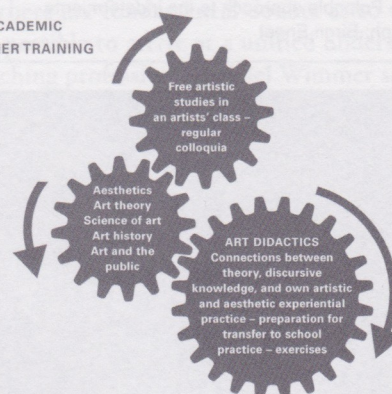 CADEMIC
ER TRAINING
Free artistic
studies in
an artists' class –
regular
colloquia
Aesthetics
Art theory
Science of art
Art history
Art and the
public
ART DIDACTICS
Connections between
theory, discursive
knowledge, and own artistic
and aesthetic experiential
practice – preparation for
transfer to school
practice – exercises